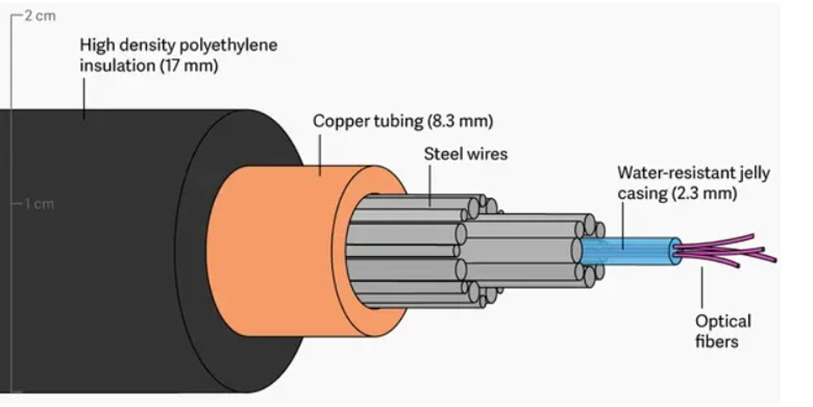 2 cm
High density polyethylene
insulation (17 mm)
Copper tubing (8.3 mm)
Steel wires
Water-resistant jelly
casing (2.3 mm)
1 cm
Optical
fibers